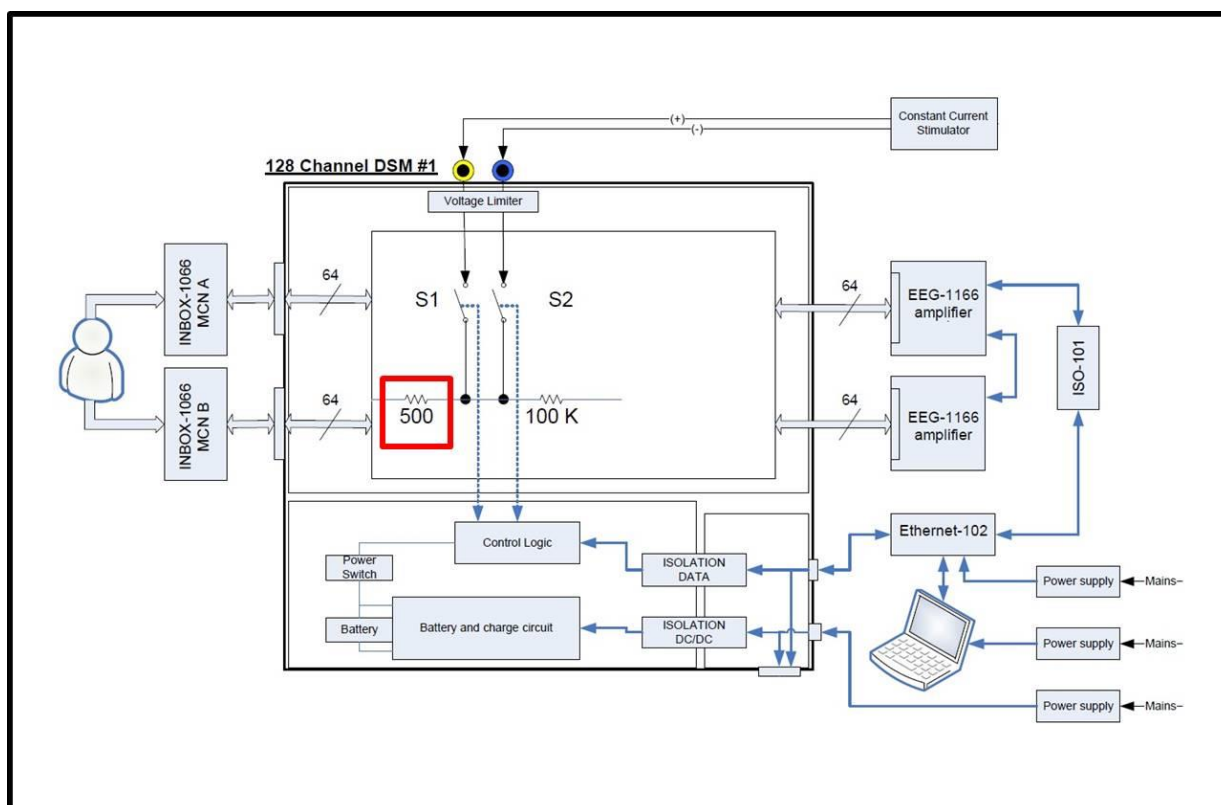 Constant Current
Stimulator
(+)
(-)
128 Channel DSM #1
Voltage Limiter
INBOX-1066
MCN A
64
S1
S2
64
EEG-1166
amplifier
ISO-101
INBOX-1066
MCN B
64
500
100 K
64
EEG-1166
amplifier
Control Logic
Ethernet-102
Power
Switch
ISOLATION
DATA
Power supply
Mains
Battery
Battery and charge circuit
ISOLATION
DC/DC
Power supply
Mains
Power supply
Mains